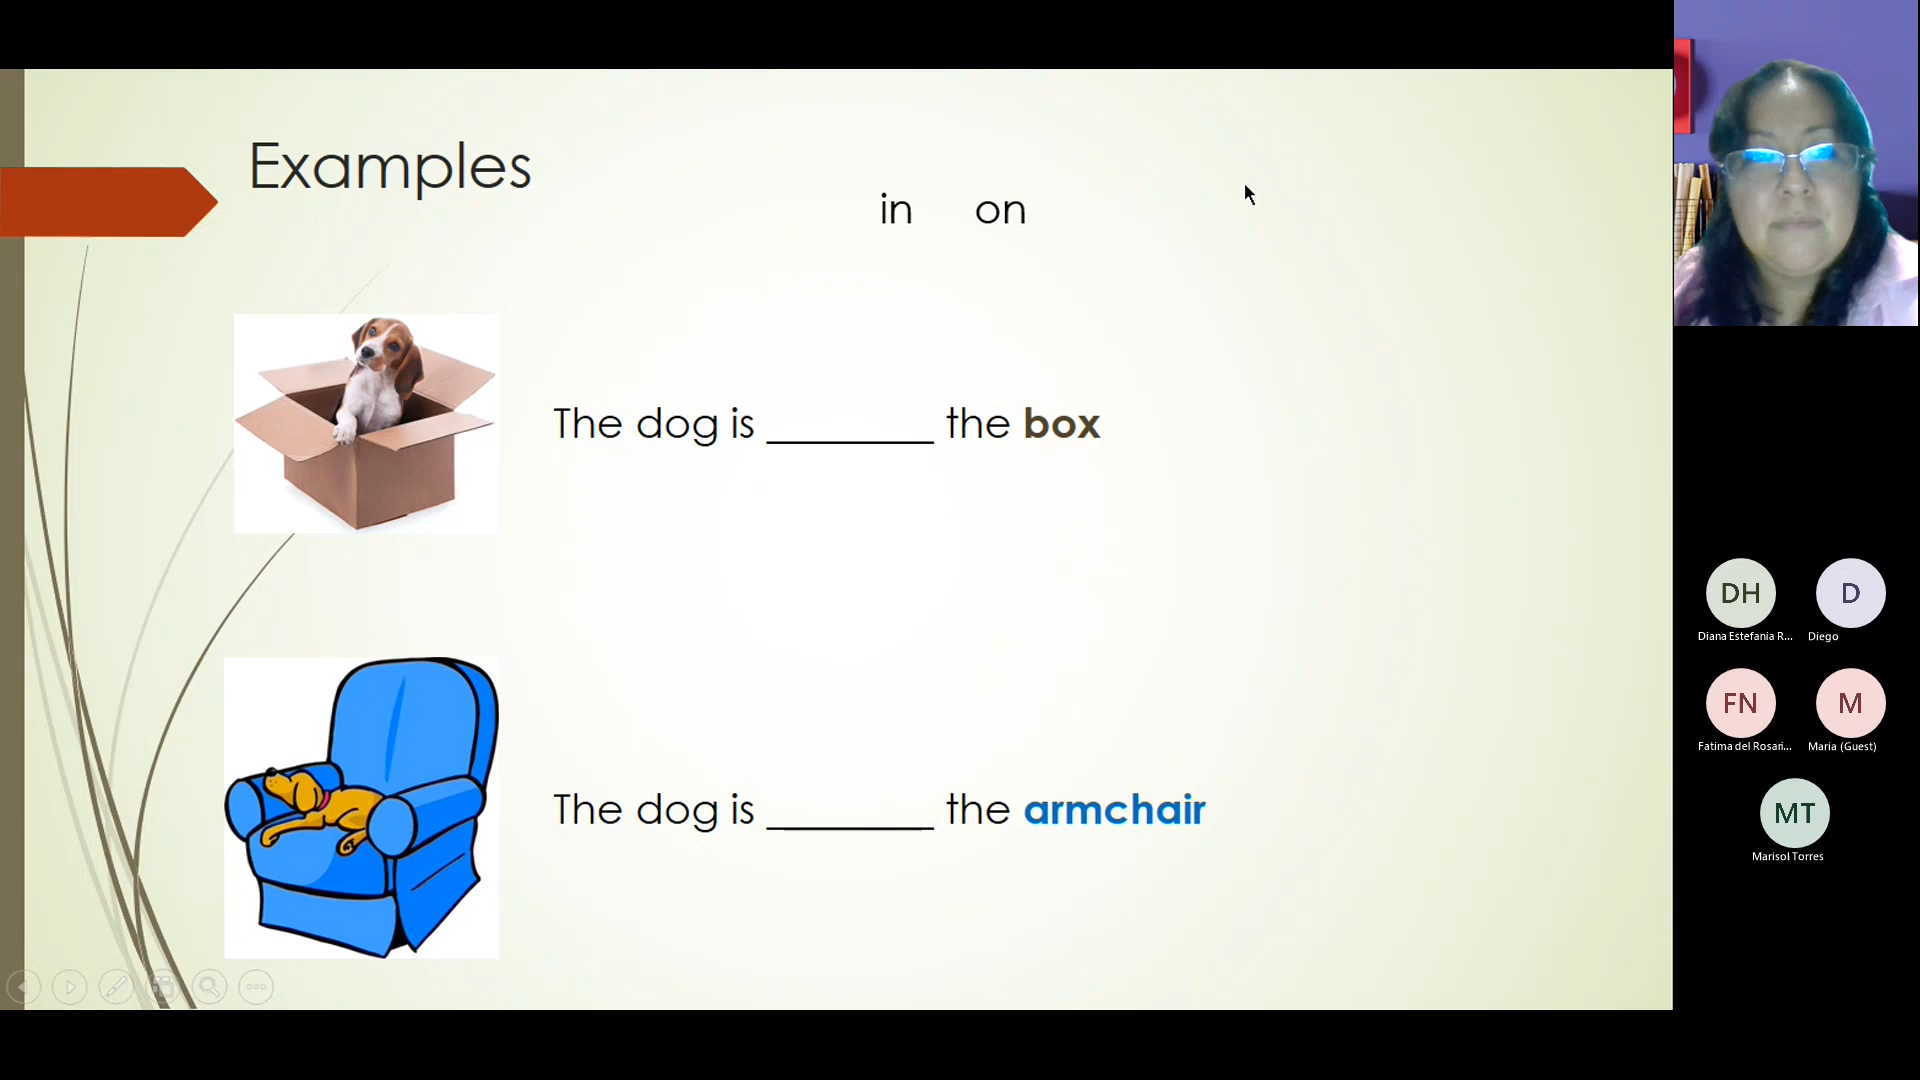 Examples
in on
The dog is ________ the box
The dog is ________ the armchair
DH
D
Diana Estefania R...
Diego
FN
M
Fatima del Rosari...
Maria (Guest)
MT
Marisol Torres